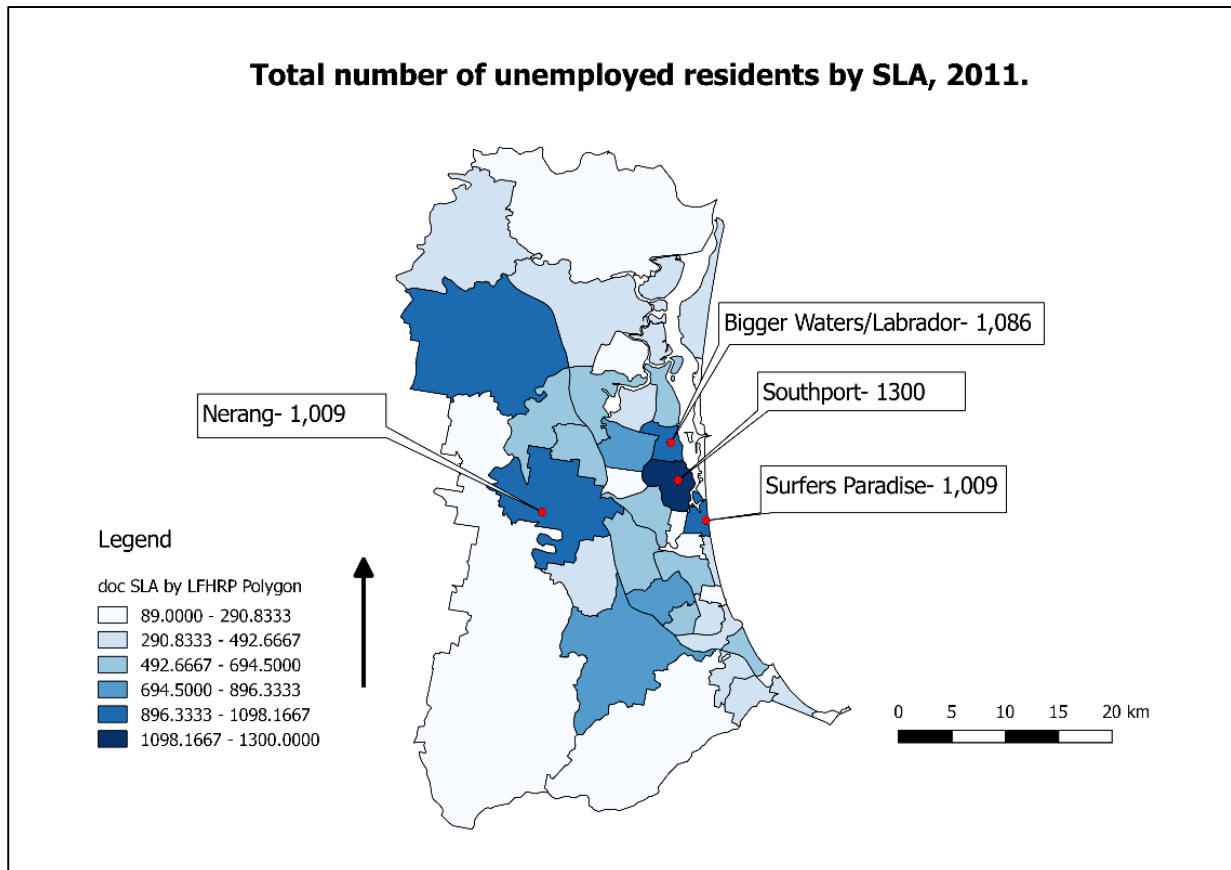 Total number of unemployed residents by SLA, 2011.
Bigger Waters/Labrador- 1,086
Southport- 1300
Nerang- 1,009
Surfers Paradise- 1,009
Legend
doc SLA by LFHRP Polygon
89.0000 - 290.8333
290.8333 - 492.6667
492.6667 - 694.5000
694.5000 - 896.3333
896.3333 - 1098.1667
1098.1667 - 1300.0000
0 5 10 15 20 km